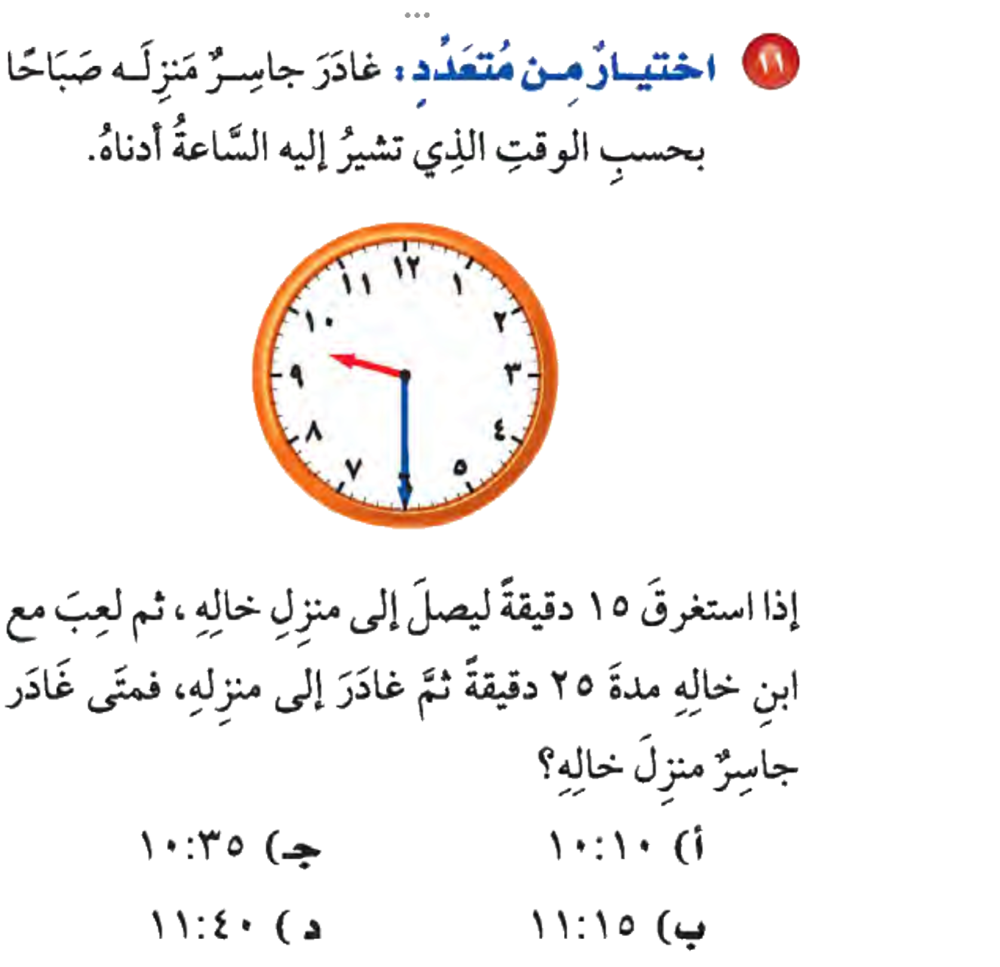 ١١ اختيارٌ مِن مُتعَدِّدٍ: غادَرَ جاسِرٌ مَنزِلَه صَبَاحًا
بحسبِ الوقتِ الذِي تشيرُ إليه السَّاعةُ أدناهُ.
١٢
١١ ١
١٠ ٢
٩ ٣
٨ ٤
٧ ٥
إذا استغرقَ ١٥ دقيقةً ليصلَ إلى منزِلِ خالِهِ، ثم لعِبَ مع
ابنِ خالِهِ مدةَ ٢٥ دقيقةً ثمَّ غادَرَ إلى منزِلهِ، فمتَى غَادَر
جاسِرٌ منزِلَ خالِهِ؟
أ) ١٠:١٠ جـ) ١٠:٣٥
ب) ١١:١٥ د) ١١:٤٠